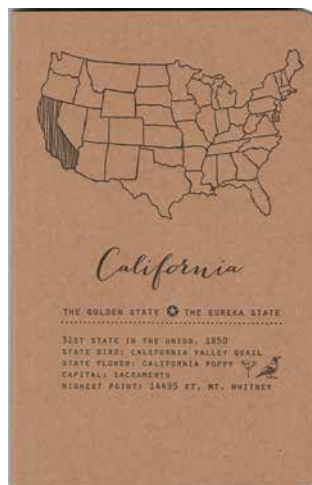 California
THE GOLDEN STATE ✪ THE EUREKA STATE
31ST STATE IN THE UNION, 1850
STATE BIRD: CALIFORNIA VALLEY QUAIL
STATE FLOWER: CALIFORNIA POPPY
CAPITAL: SACRAMENTO
HIGHEST POINT: 14495 FT, MT. WHITNEY